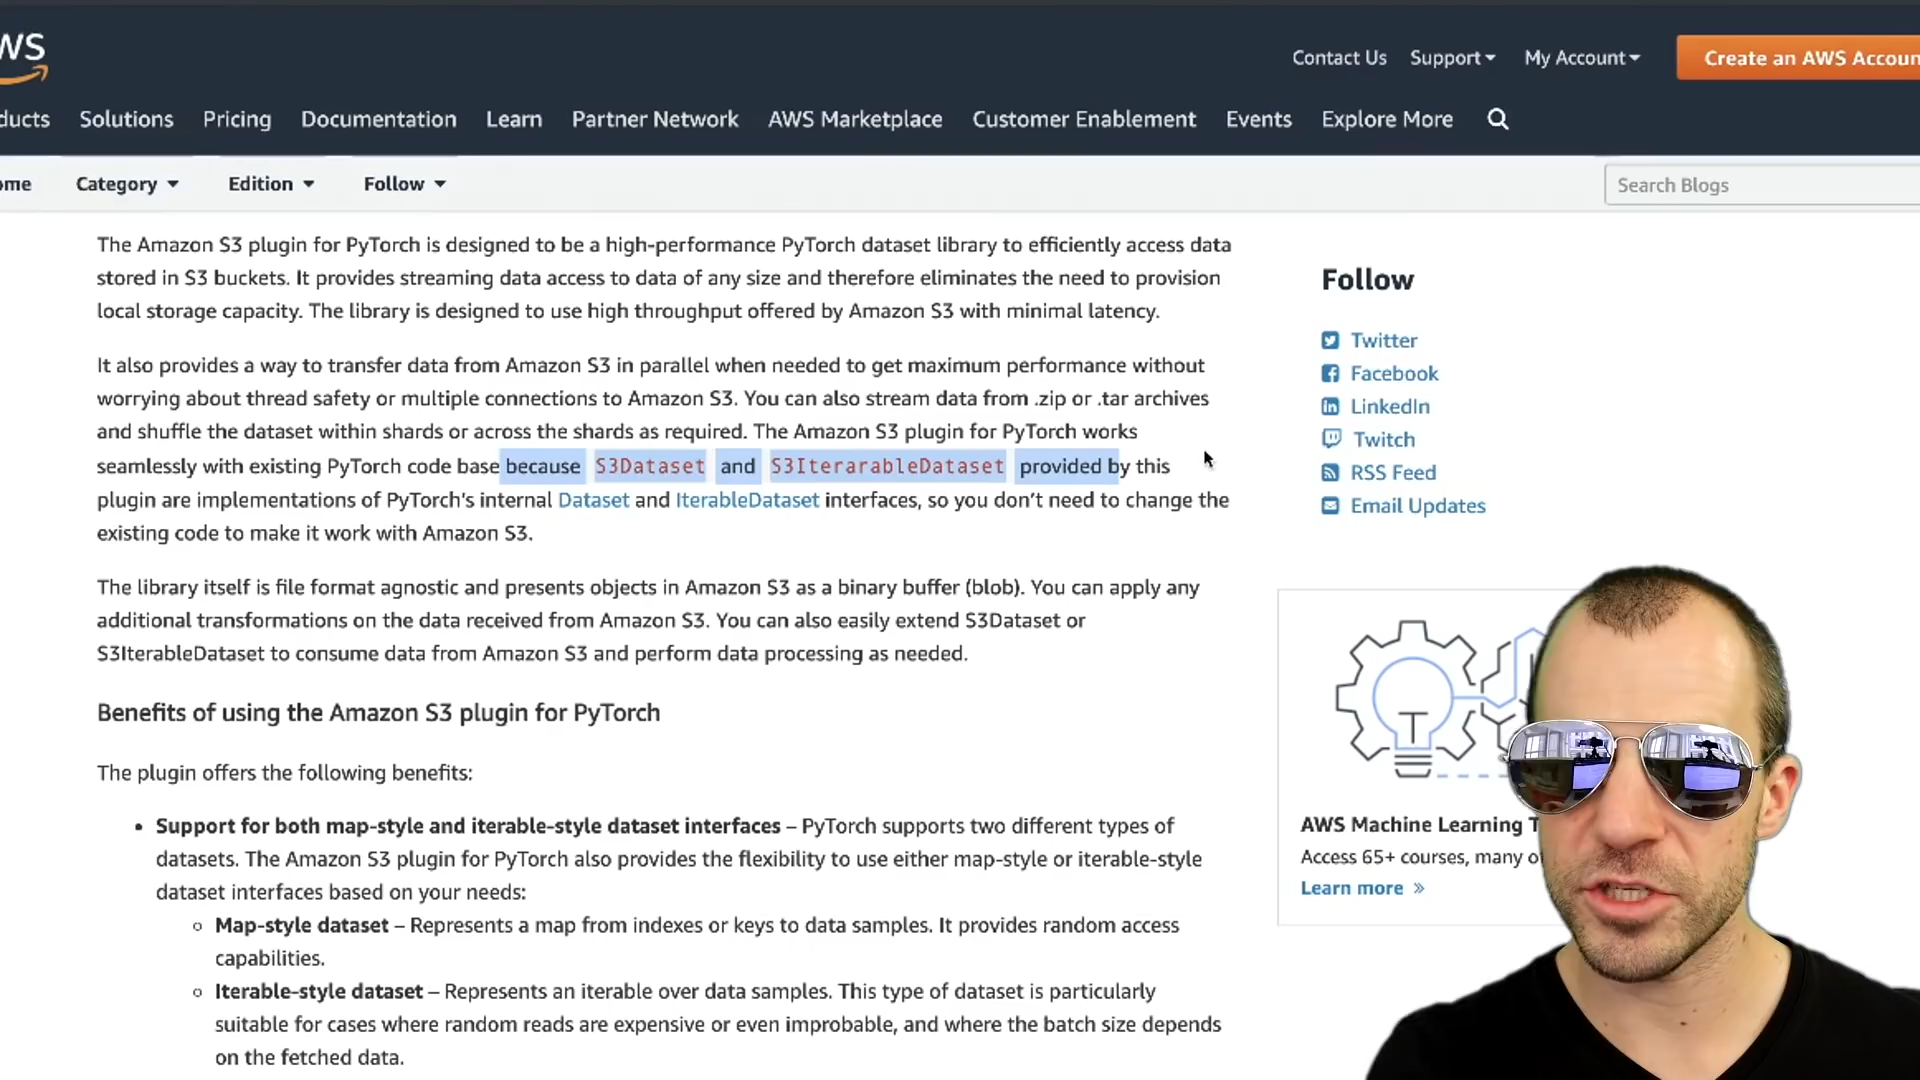 WS
Contact Us Support My Account Create an AWS Accoun
ducts Solutions Pricing Documentation Learn Partner Network AWS Marketplace Customer Enablement Events Explore More
ome Category Edition Follow Search Blogs
The Amazon S3 plugin for PyTorch is designed to be a high-performance PyTorch dataset library to efficiently access data
stored in S3 buckets. It provides streaming data access to data of any size and therefore eliminates the need to provision
local storage capacity. The library is designed to use high throughput offered by Amazon S3 with minimal latency.
It also provides a way to transfer data from Amazon S3 in parallel when needed to get maximum performance without
worrying about thread safety or multiple connections to Amazon S3. You can also stream data from .zip or .tar archives
and shuffle the dataset within shards or across the shards as required. The Amazon S3 plugin for PyTorch works
seamlessly with existing PyTorch code base because S3Dataset and S3IterarableDataset provided by this
plugin are implementations of PyTorch's internal Dataset and IterableDataset interfaces, so you don't need to change the
existing code to make it work with Amazon S3.
The library itself is file format agnostic and presents objects in Amazon S3 as a binary buffer (blob). You can apply any
additional transformations on the data received from Amazon S3. You can also easily extend S3Dataset or
S3IterableDataset to consume data from Amazon S3 and perform data processing as needed.
Benefits of using the Amazon S3 plugin for PyTorch
The plugin offers the following benefits:
• Support for both map-style and iterable-style dataset interfaces – PyTorch supports two different types of
datasets. The Amazon S3 plugin for PyTorch also provides the flexibility to use either map-style or iterable-style
dataset interfaces based on your needs:
○ Map-style dataset – Represents a map from indexes or keys to data samples. It provides random access
capabilities.
○ Iterable-style dataset – Represents an iterable over data samples. This type of dataset is particularly
suitable for cases where random reads are expensive or even improbable, and where the batch size depends
on the fetched data.
Follow
Twitter
Facebook
LinkedIn
Twitch
RSS Feed
Email Updates
AWS Machine Learning T
Access 65+ courses, many o
Learn more »